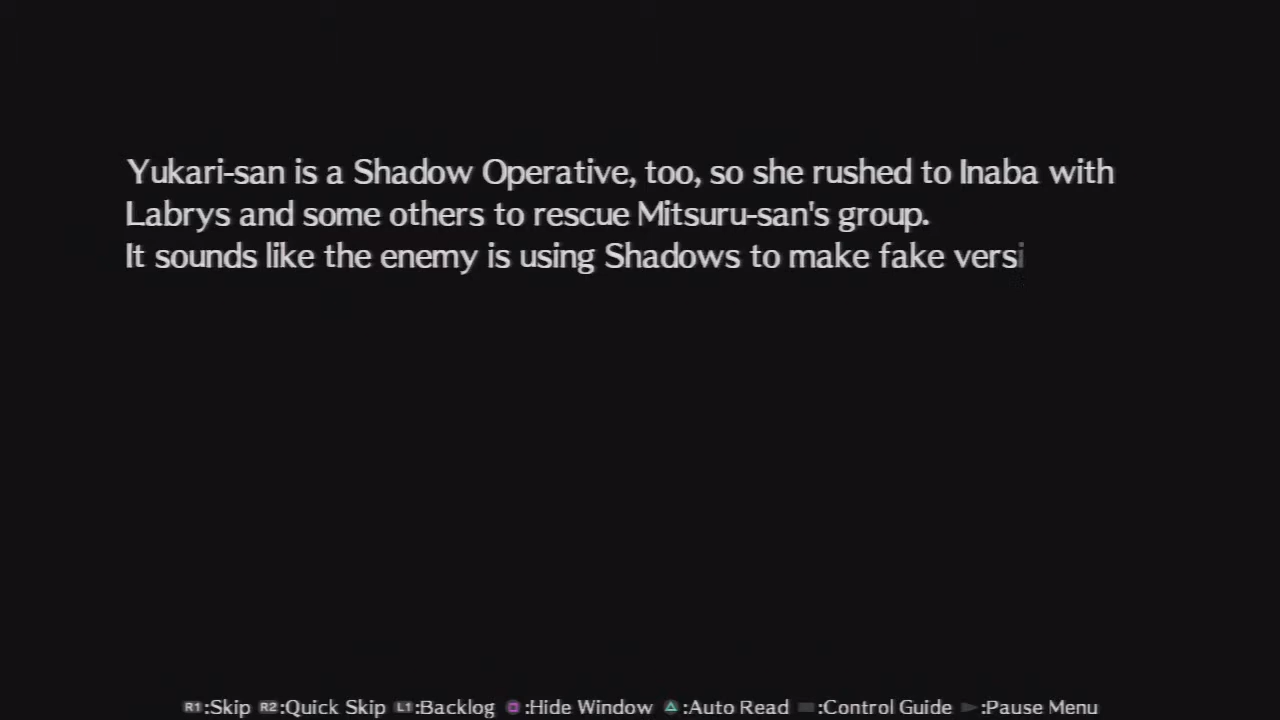 Yukari-san is a Shadow Operative, too, so she rushed to Inaba with
Labrys and some others to rescue Mitsuru-san's group.
It sounds like the enemy is using Shadows to make fake versi
R1:Skip R2:Quick Skip L1:Backlog :Hide Window :Auto Read :Control Guide :Pause Menu